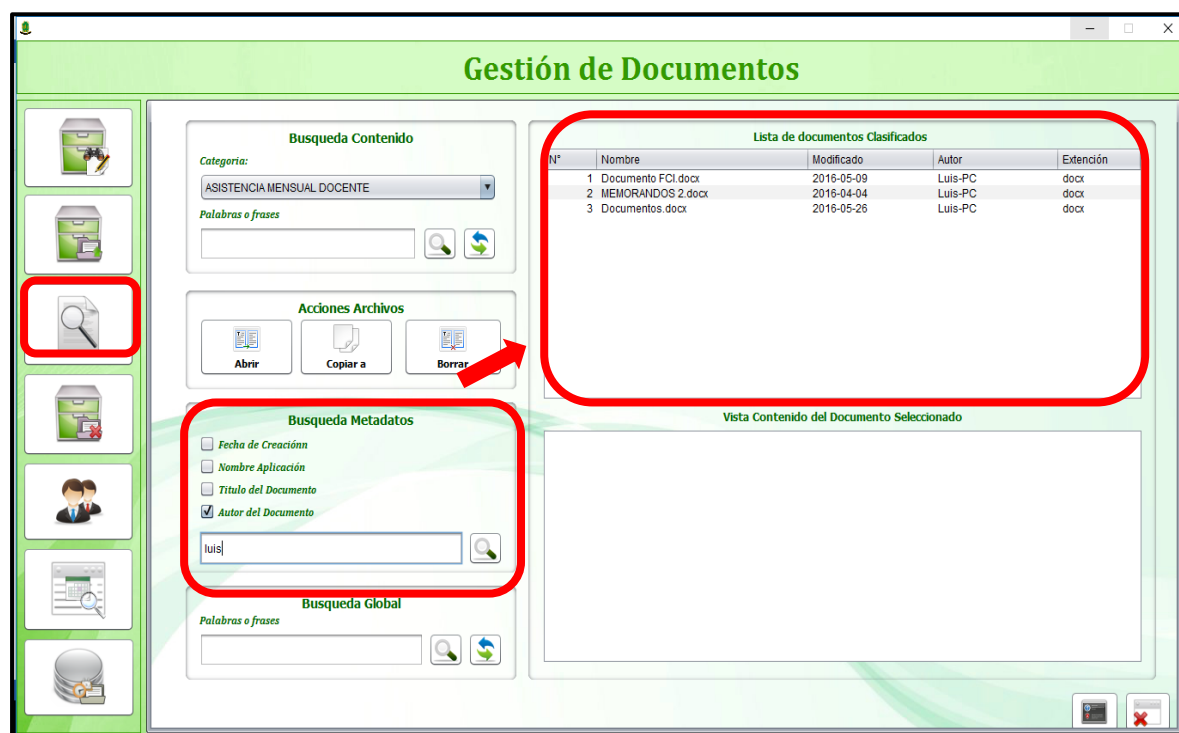 Gestión de Documentos
Busqueda Contenido
Categoria:
ASISTENCIA MENSUAL DOCENTE
Palabras o frases
Acciones Archivos
Abrir
Copiar a
Borrar
Busqueda Metadatos
Fecha de Creaciónn
Nombre Aplicación
Titulo del Documento
Autor del Documento
luis
Busqueda Global
Palabras o frases
Lista de documentos Clasificados
N° Nombre Modificado Autor Extención
1 Documento FCI.docx 2016-05-09 Luis-PC docx
2 MEMORANDOS 2.docx 2016-04-04 Luis-PC docx
3 Documentos.docx 2016-05-26 Luis-PC docx
Vista Contenido del Documento Seleccionado